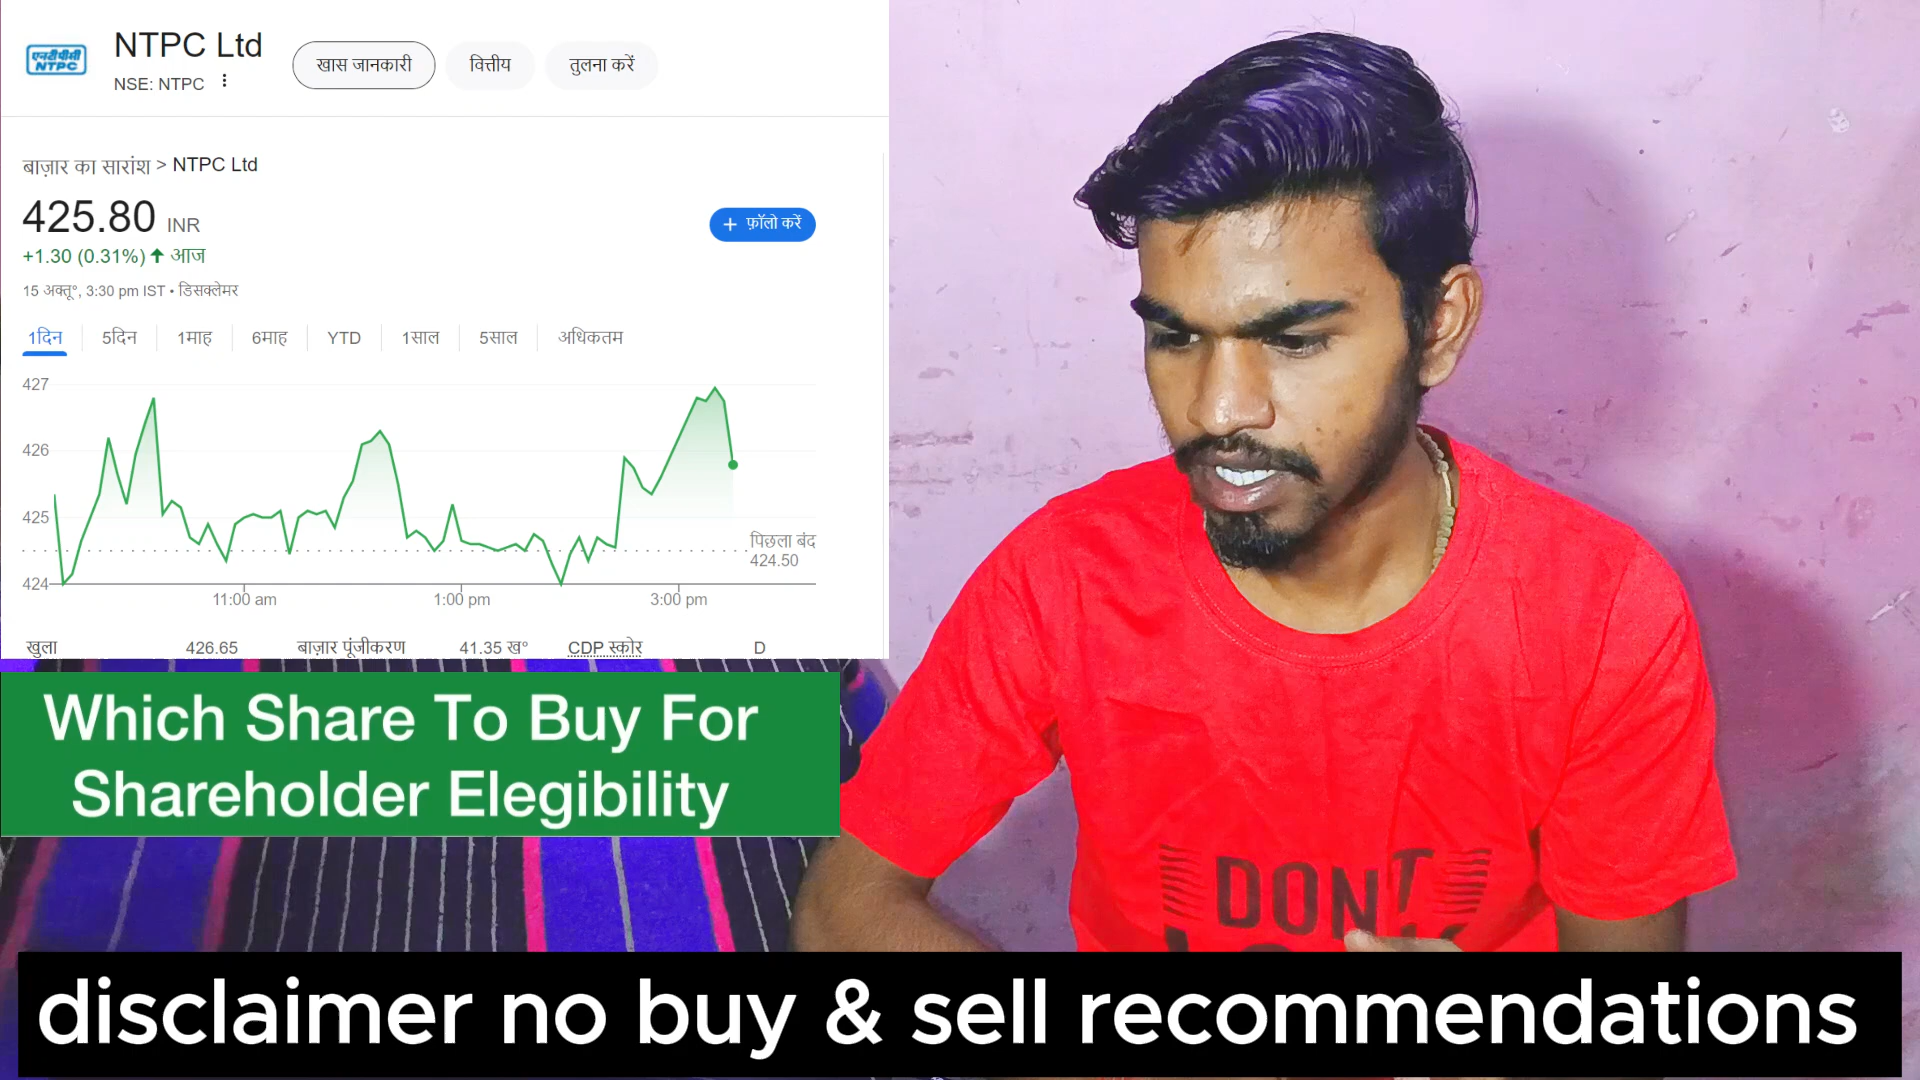 एनटीपीसी
NTPC
NTPC Ltd
NSE: NTPC
खास जानकारी
वित्तीय
तुलना करें
बाज़ार का सारांश > NTPC Ltd
425.80 INR
+ फ़ॉलो करें
+1.30 (0.31%) ↑ आज
15 अक्तू॰, 3:30 pm IST • डिसक्लेमर
1दिन
5दिन
1माह
6माह
YTD
1साल
5साल
अधिकतम
427
426
425
424
पिछला बंद
424.50
11:00 am
1:00 pm
3:00 pm
खुला 426.65 बाज़ार पूंजीकरण 41.35 ख॰ CDP स्कोर D
Which Share To Buy For
Shareholder Elegibility
DON'T
disclaimer no buy & sell recommendations